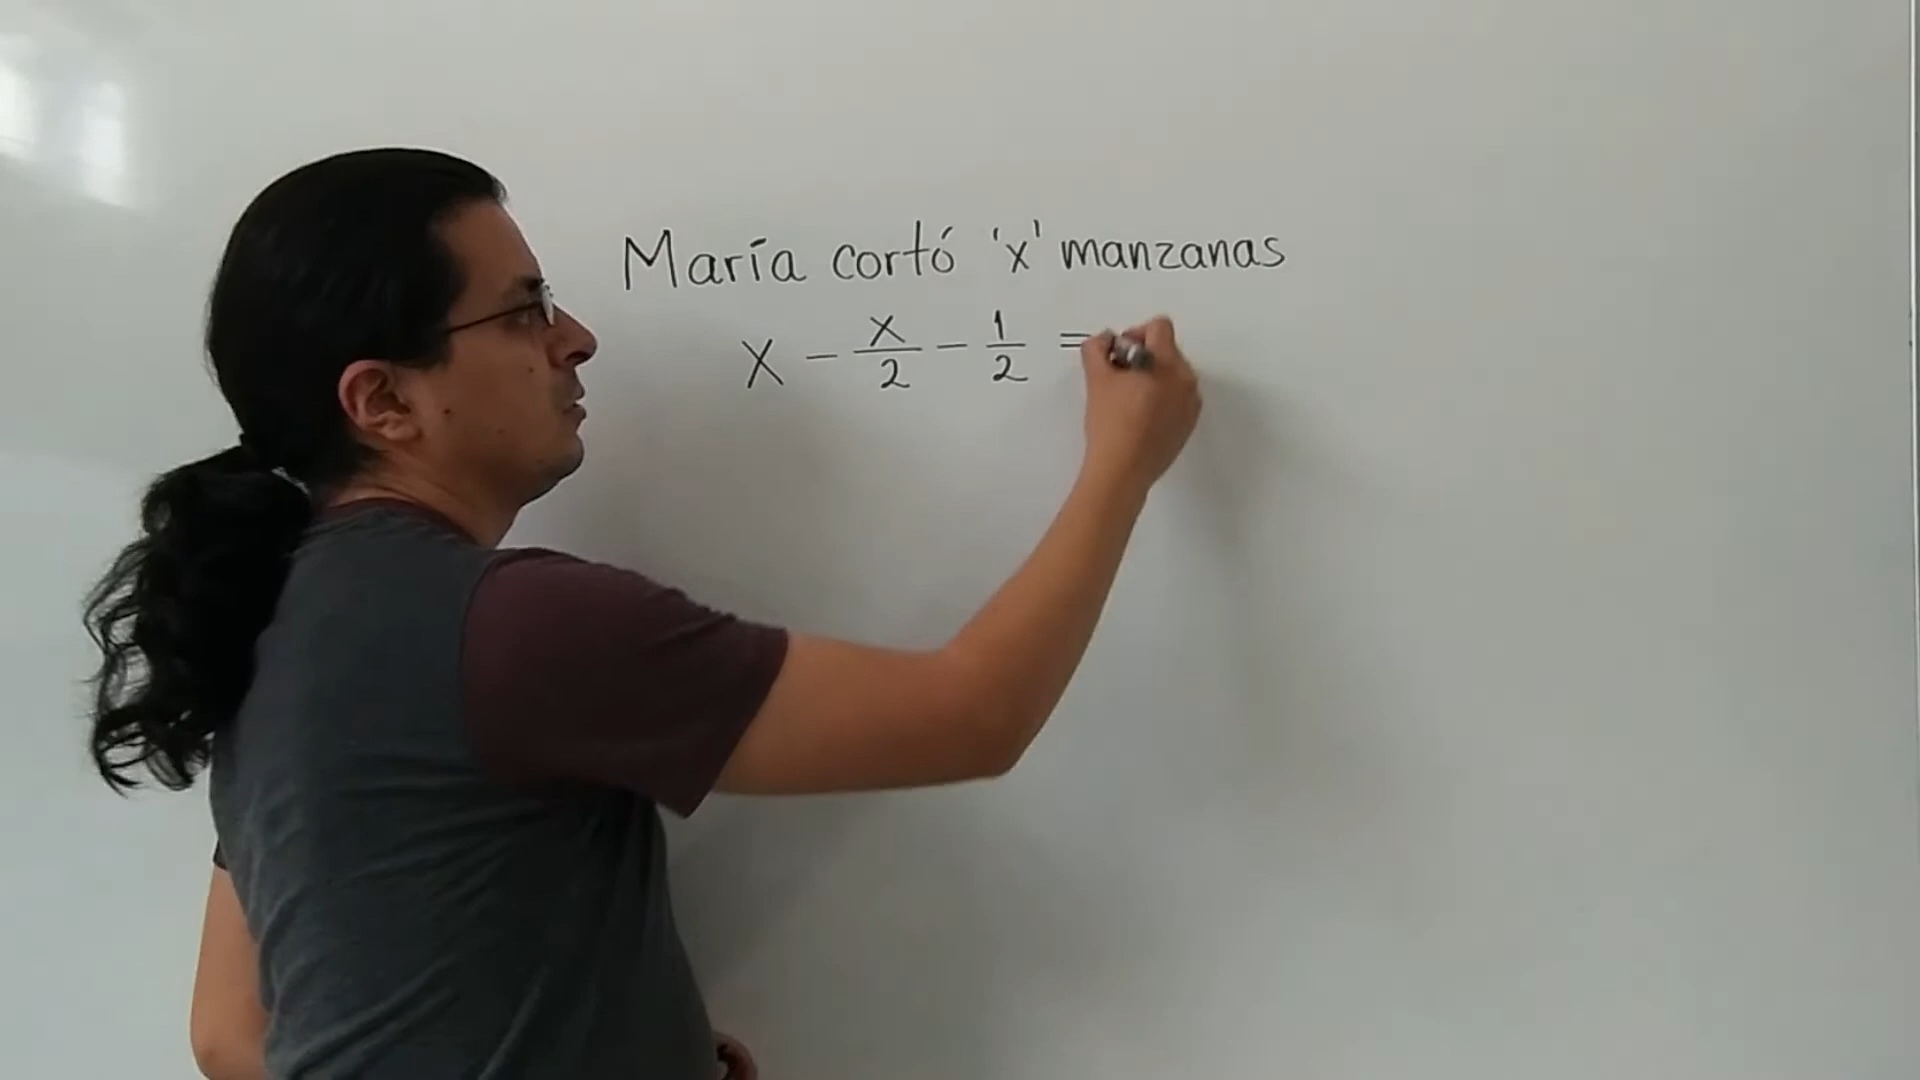 María cortó 'x' manzanas
x - x/2 - 1/2 =